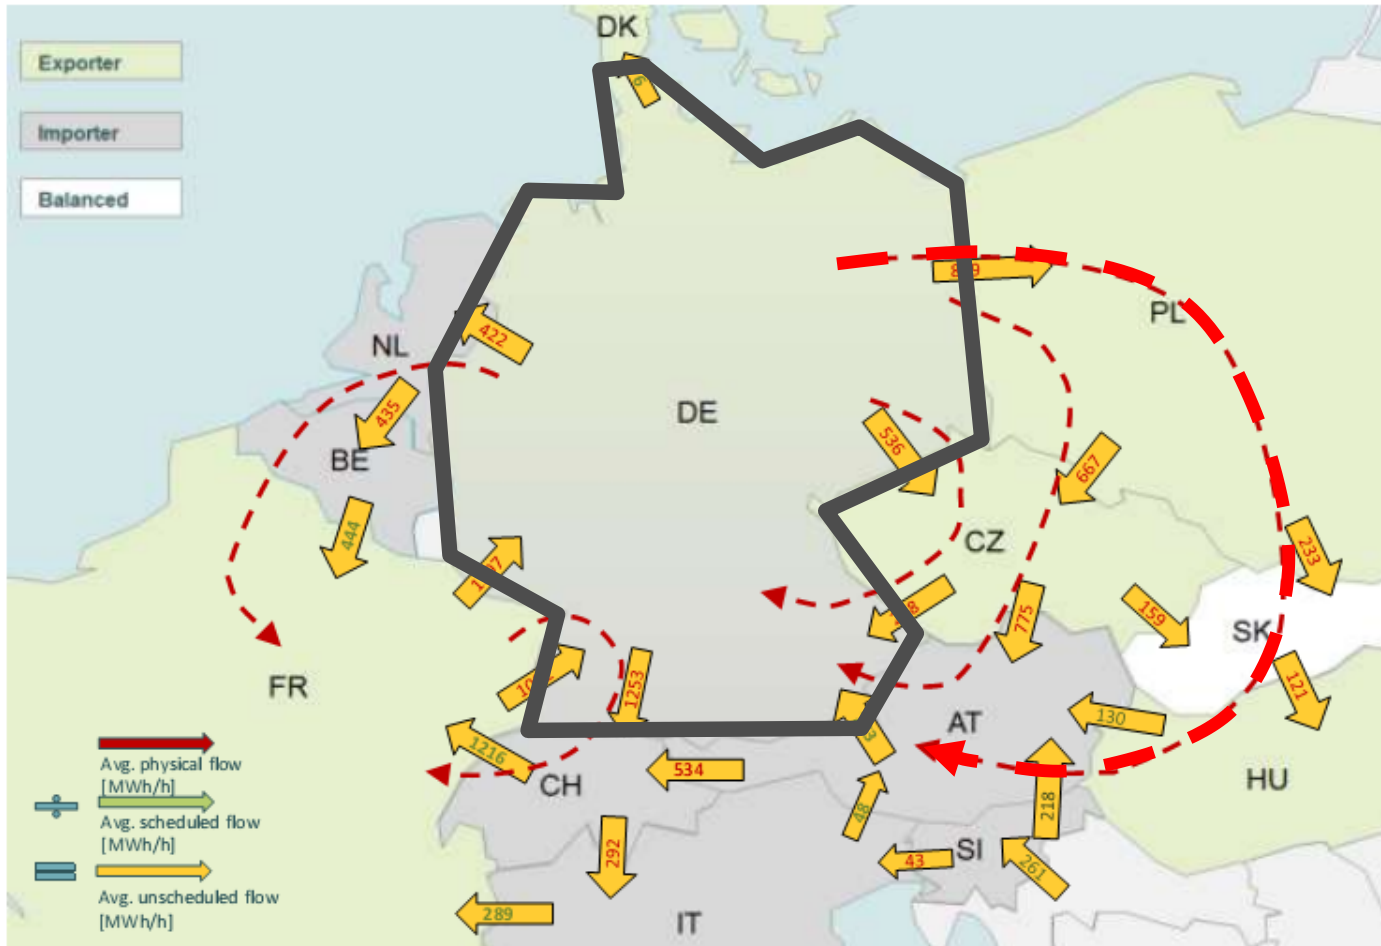 DK
Exporter
Importer
Balanced
PL
422
NL
DE
435
536
BE
667
444
CZ
233
159
775
SK
FR
1253
121
AT
130
1216
534
CH
HU
Avg. physical flow
[MWh/h]
Avg. scheduled flow
[MWh/h]
Avg. unscheduled flow
[MWh/h]
48
218
292
SI
43
261
289
IT